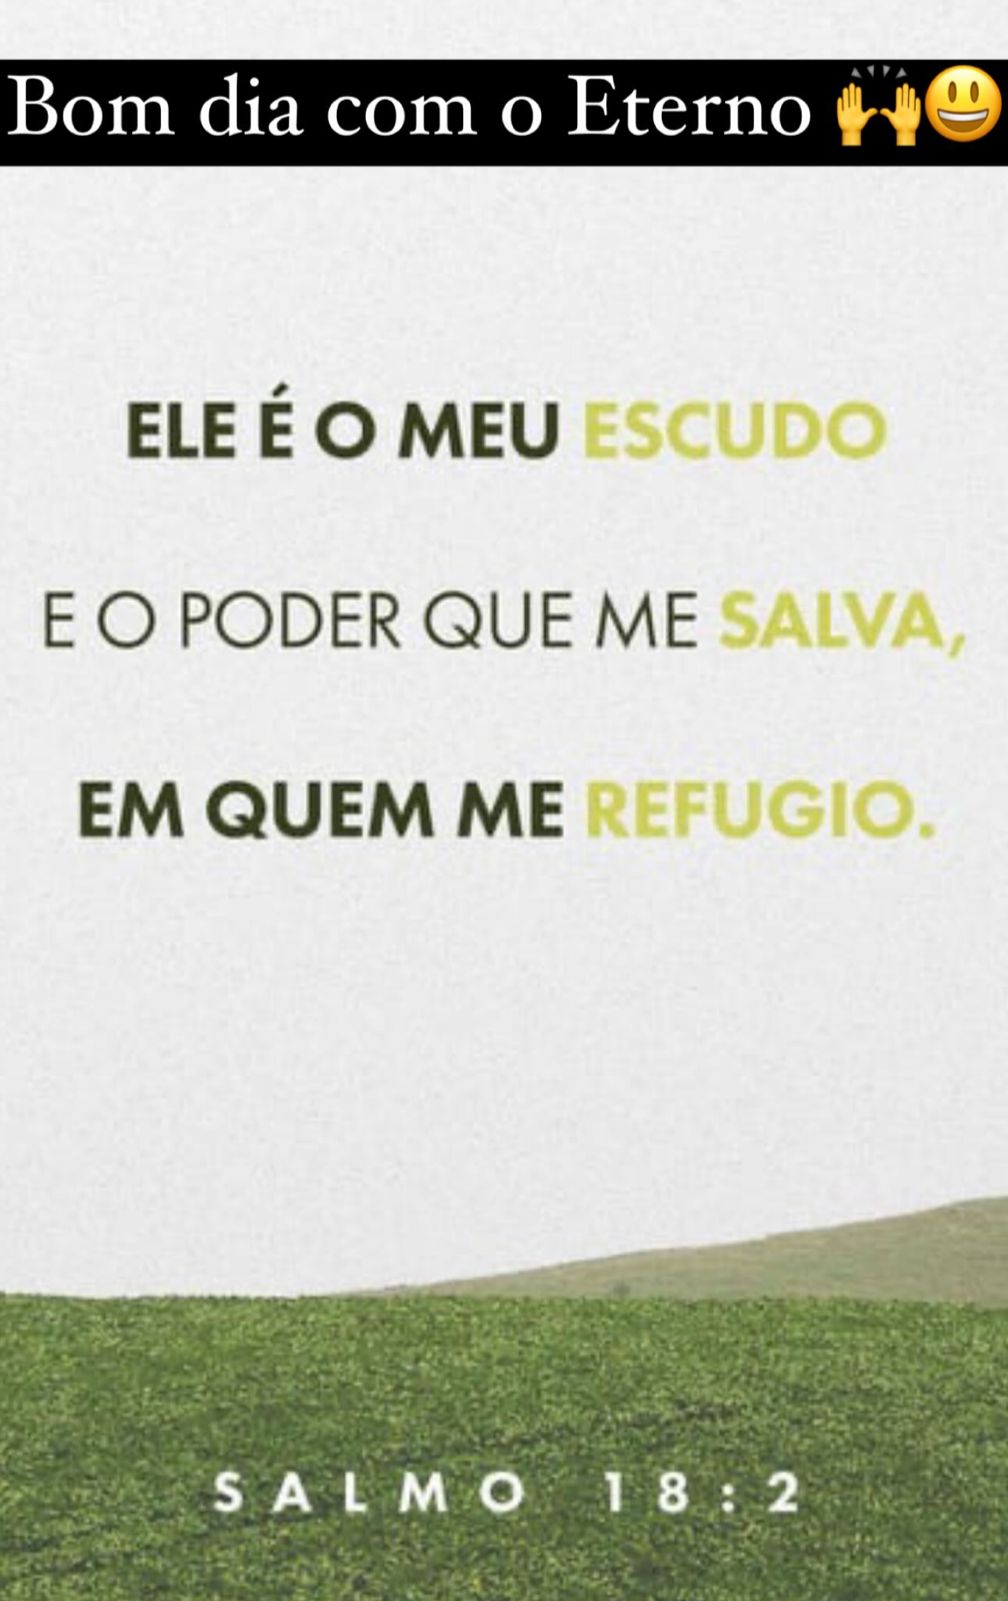 Bom dia com o Eterno 🙌😃
ELE É O MEU ESCUDO
E O PODER QUE ME SALVA,
EM QUEM ME REFUGIO.
SALMO 18:2